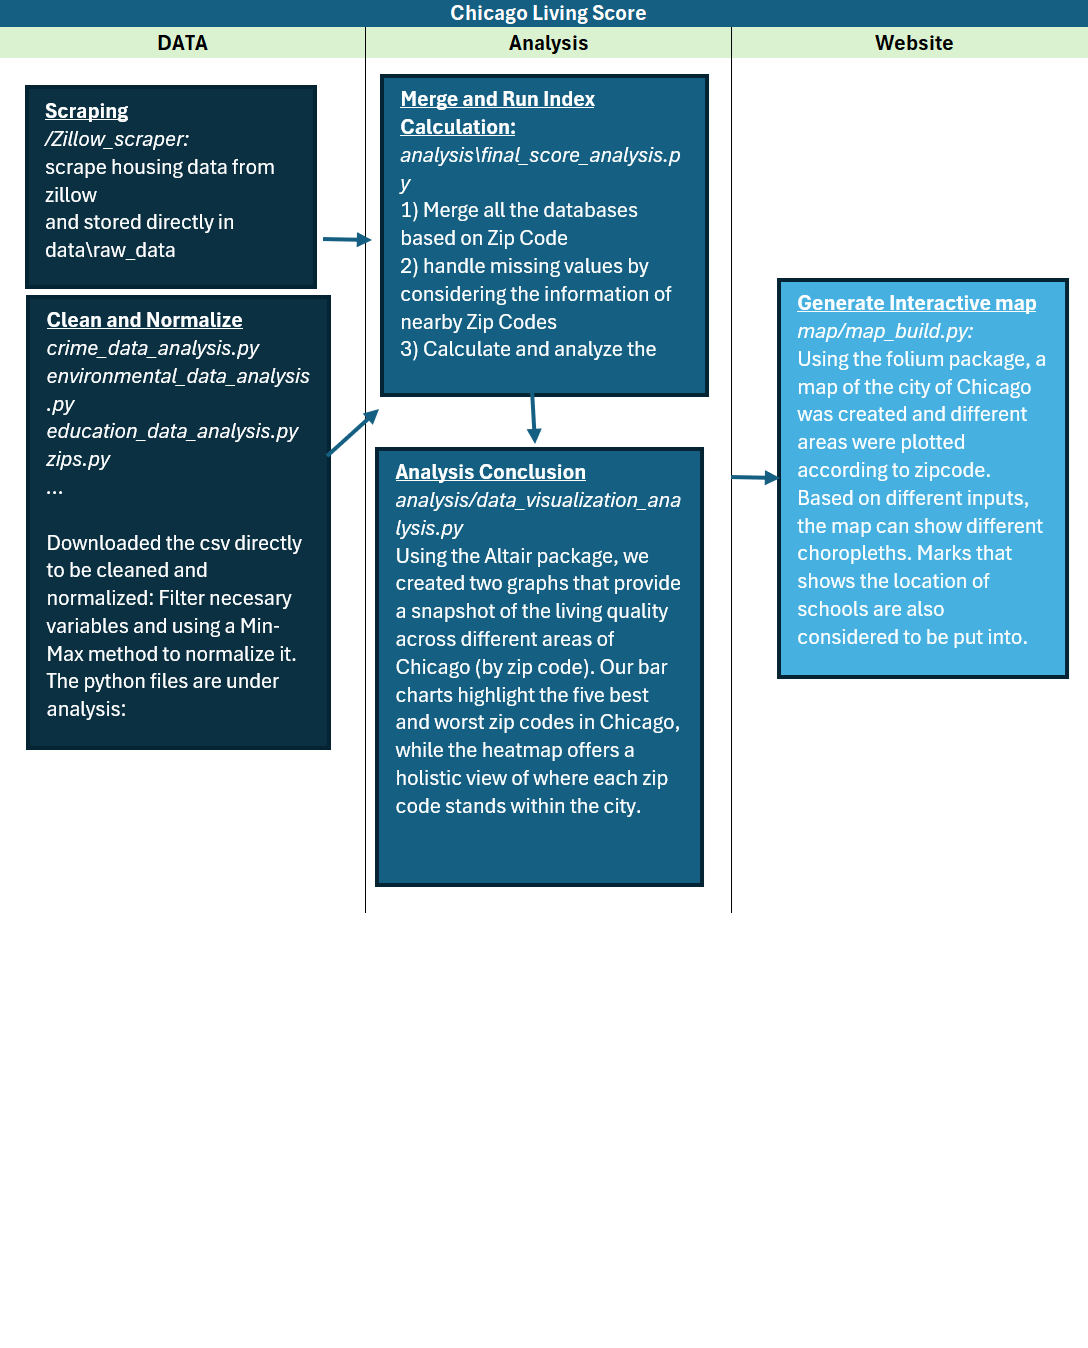 Chicago Living Score
DATA
Analysis
Website
Scraping
/Zillow_scraper:
scrape housing data from
zillow
and stored directly in
data\raw_data
Clean and Normalize
crime_data_analysis.py
environmental_data_analysis
.py
education_data_analysis.py
zips.py
...
Downloaded the csv directly
to be cleaned and
normalized: Filter necesary
variables and using a Min-
Max method to normalize it.
The python files are under
analysis:
Merge and Run Index
Calculation:
analysis\final_score_analysis.p
y
1) Merge all the databases
based on Zip Code
2) handle missing values by
considering the information of
nearby Zip Codes
3) Calculate and analyze the
Analysis Conclusion
analysis/data_visualization_ana
lysis.py
Using the Altair package, we
created two graphs that provide
a snapshot of the living quality
across different areas of
Chicago (by zip code). Our bar
charts highlight the five best
and worst zip codes in Chicago,
while the heatmap offers a
holistic view of where each zip
code stands within the city.
Generate Interactive map
map/map_build.py:
Using the folium package, a
map of the city of Chicago
was created and different
areas were plotted
according to zipcode.
Based on different inputs,
the map can show different
choropleths. Marks that
shows the location of
schools are also
considered to be put into.